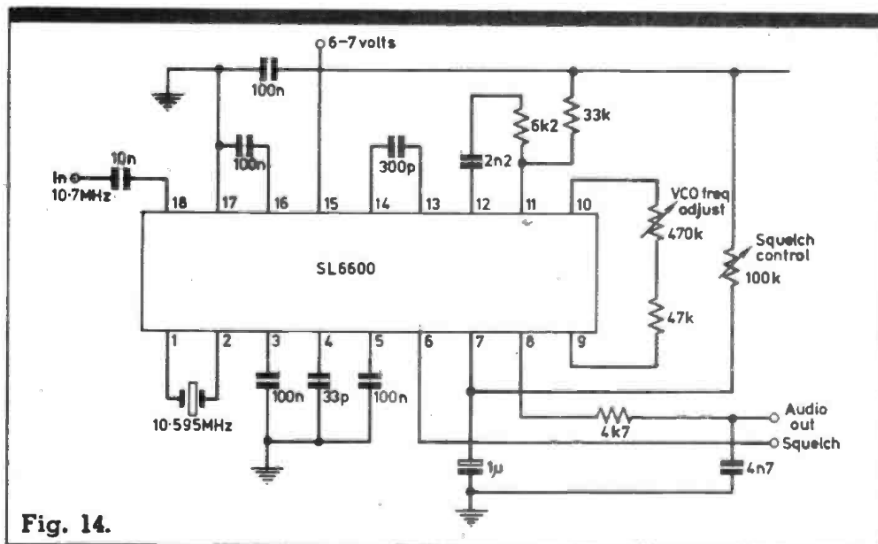 6-7 volts
100n
10n
In
10.7MHz
100n
300p
2n2
6k2
33k
18
17
16
15
14
13
12
11
10
VCO freq
adjust
470k
Squelch
control
100k
SL6600
47k
1
2
3
4
5
6
7
8
9
10·595MHz
100n
33p
100n
4k7
Audio
out
Squelch
1µ
4n7
Fig. 14.